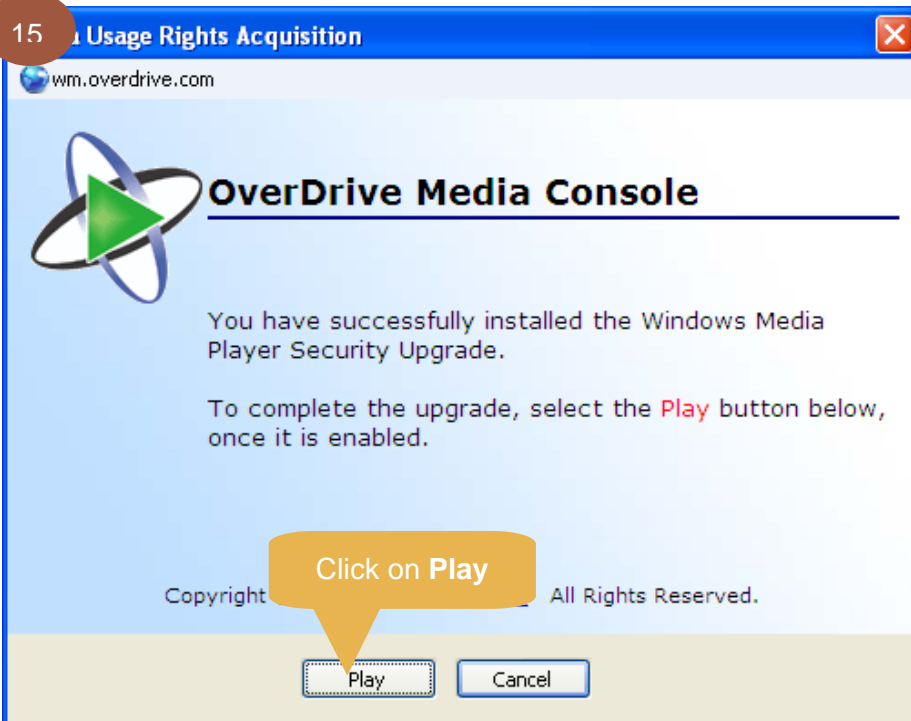 15
Usage Rights Acquisition
wm.overdrive.com
OverDrive Media Console
You have successfully installed the Windows Media
Player Security Upgrade.
To complete the upgrade, select the Play button below,
once it is enabled.
Click on Play
Copyright All Rights Reserved.
Play Cancel